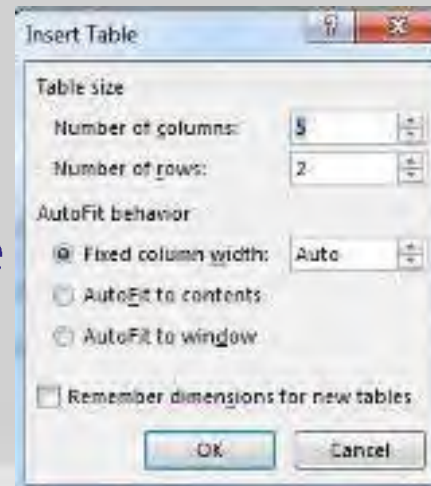 Insert Table
Table size
Number of columns: 5
Number of rows: 2
AutoFit behavior
Fixed column width: Auto
AutoFit to contents
AutoFit to window
Remember dimensions for new tables
OK Cancel